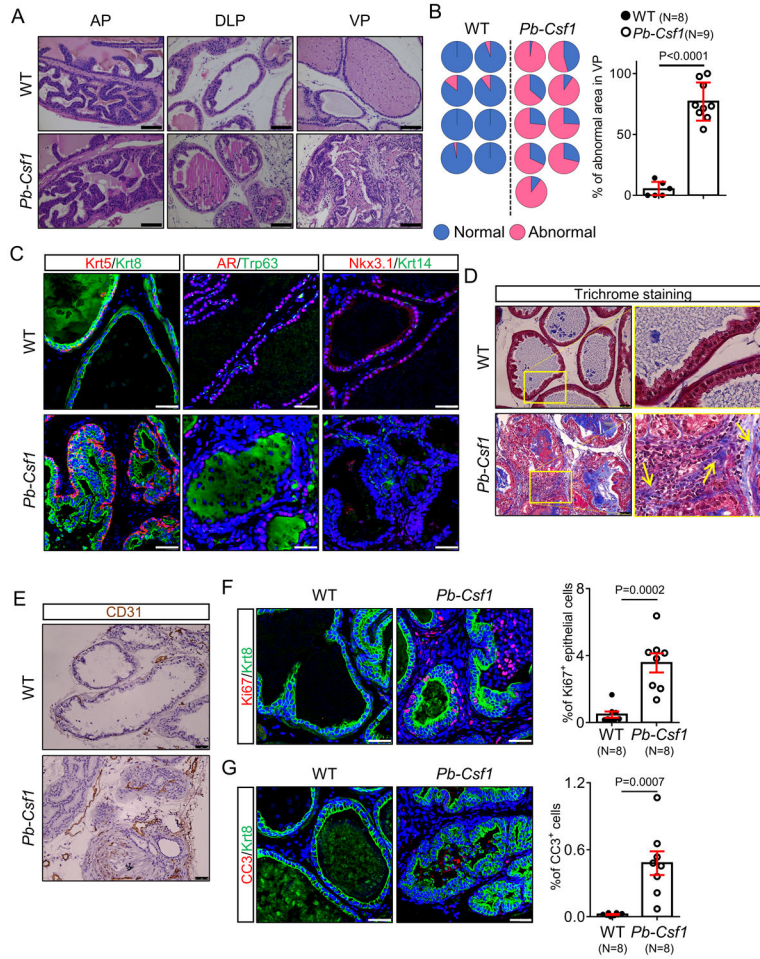 A
AP
DLP
VP
WT
Pb-Csf1
B
WT
Pb-Csf1
Normal
Abnormal
WT (N=8)
Pb-Csf1(N=9)
P<0.0001
% of abnormal area in VP
100
50
0
C
Krt5/Krt8
AR/Trp63
Nkx3.1/Krt14
WT
Pb-Csf1
D
Trichrome staining
WT
Pb-Csf1
E
CD31
WT
Pb-Csf1
F
WT
Pb-Csf1
Ki67/Krt8
P=0.0002
%of Ki67+ epithelial cells
8
4
0
WT
Pb-Csf1
(N=8)
(N=8)
G
WT
Pb-Csf1
CC3/Krt8
P=0.0007
%of CC3+ cells
1.2
0.6
0.0
WT
Pb-Csf1
(N=8)
(N=8)